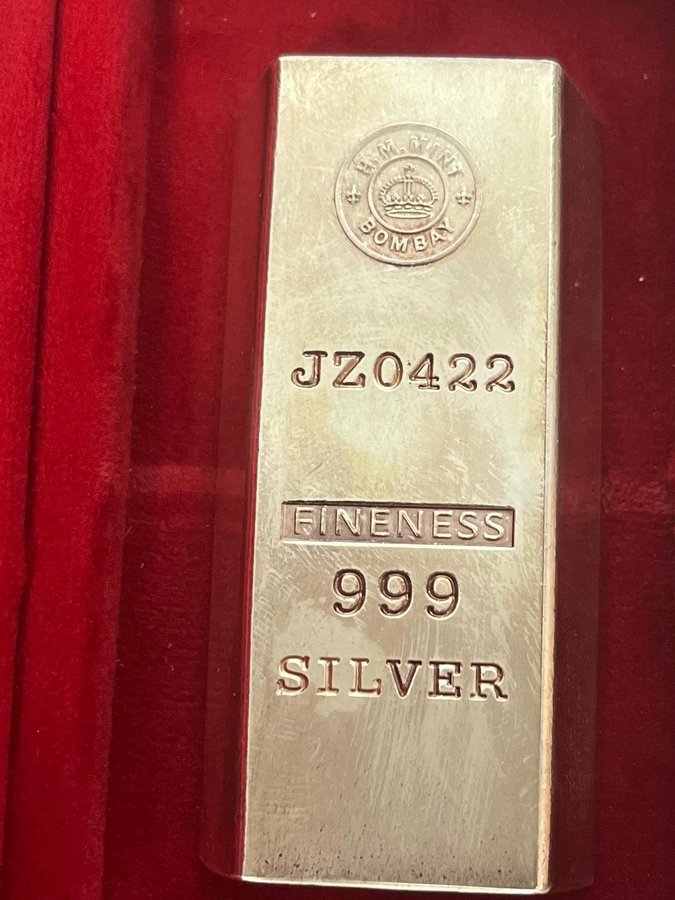 H.M. MINT
BOMBAY
JZ0422
FINENESS
999
SILVER